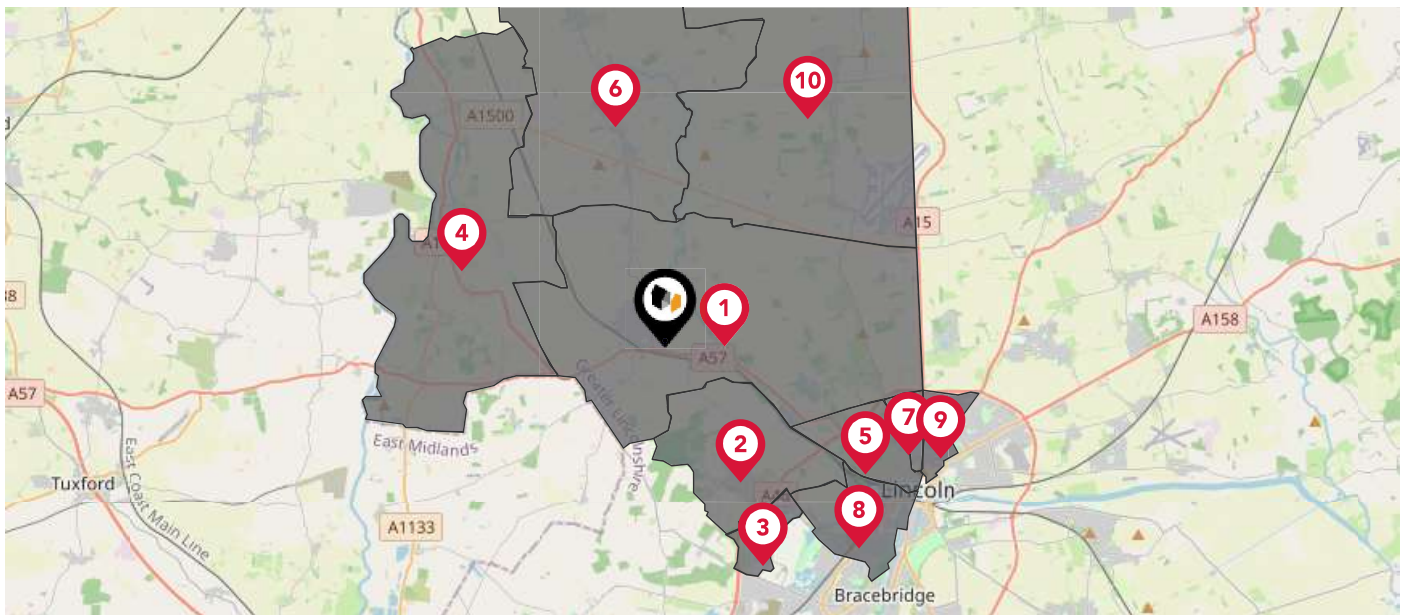 6
10
A1500
A15
4
A1
1
A57
A158
A57
Greater Lincolnshire
7
9
5
2
East Midlands
East Coast Main Line
Tuxford
Lincoln
8
3
A1133
Bracebridge